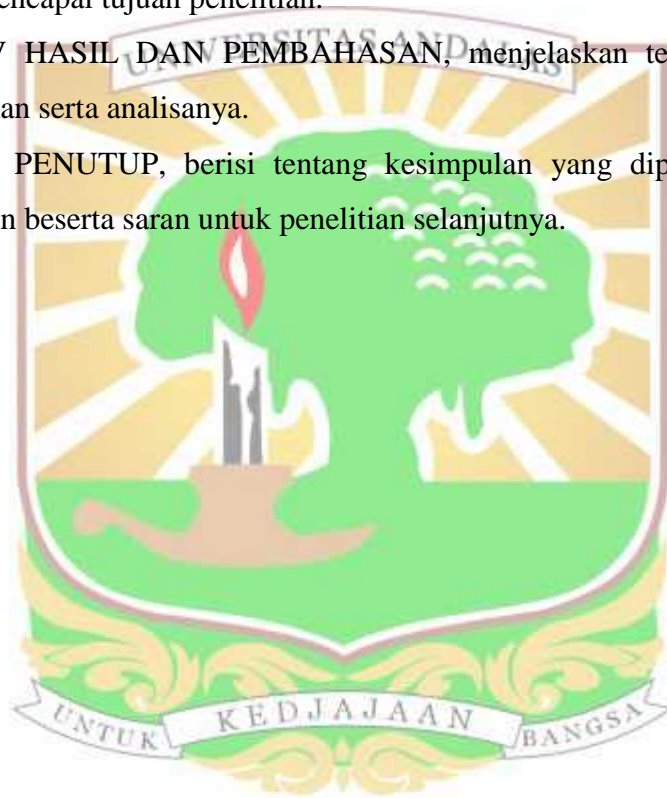 encapai tujuan penelitian.
V HASIL DAN PEMBAHASAN, menjelaskan te
an serta analisanya.
PENUTUP, berisi tentang kesimpulan yang dip
n beserta saran untuk penelitian selanjutnya.
UNIVERSITAS ANDALAS
UNTUK KEDJAJAAN BANGSA